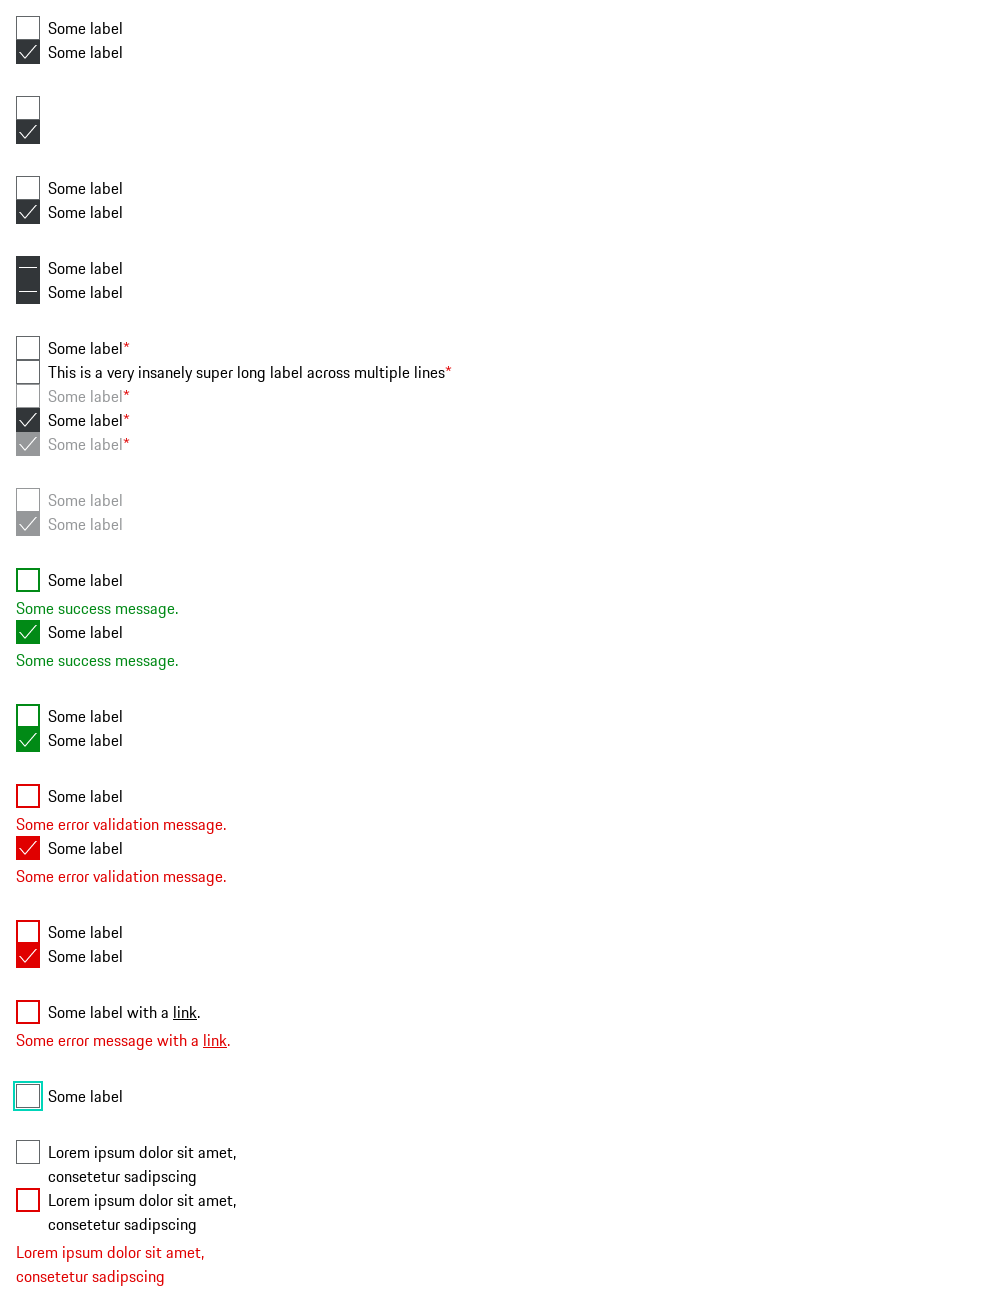 Some label
Some label
Some label
Some label
Some label
Some label
Some label*
This is a very insanely super long label across multiple lines*
Some label*
Some label*
Some label*
Some label
Some label
Some label
Some success message.
Some label
Some success message.
Some label
Some label
Some label
Some error validation message.
Some label
Some error validation message.
Some label
Some label
Some label with a link.
Some error message with a link.
Some label
Lorem ipsum dolor sit amet,
consetetur sadipscing
Lorem ipsum dolor sit amet,
consetetur sadipscing
Lorem ipsum dolor sit amet,
consetetur sadipscing